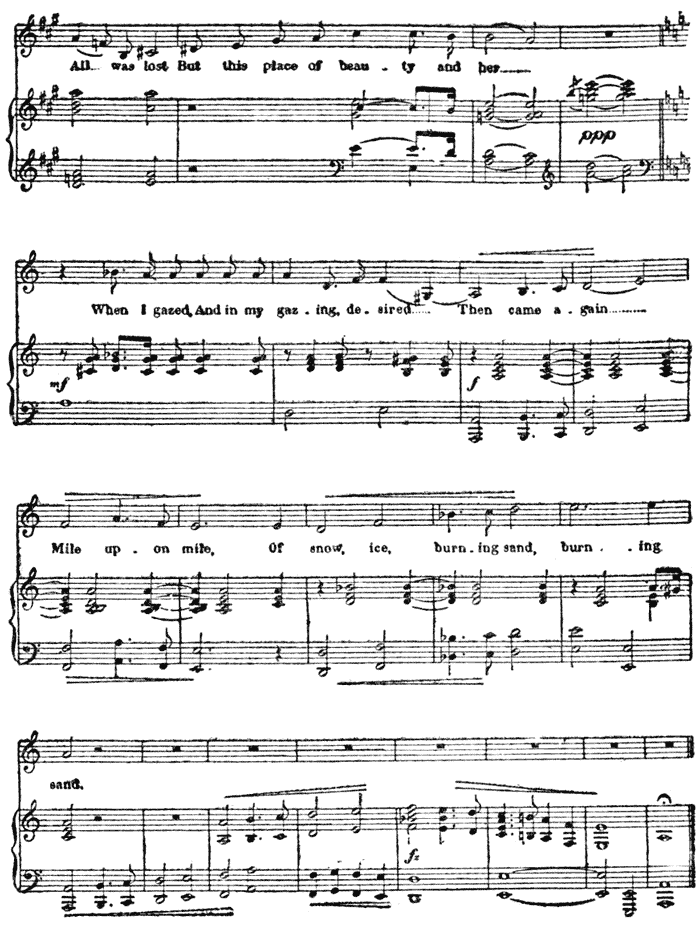 All... was lost But this place of beau - ty and her......
ppp
When I gazed, And in my gaz - ing, de - sired...... Then came a - gain...........
mf
f
Mile up - on mile, Of snow, ice, burn - ing sand, burn - - ing
sand.
fz